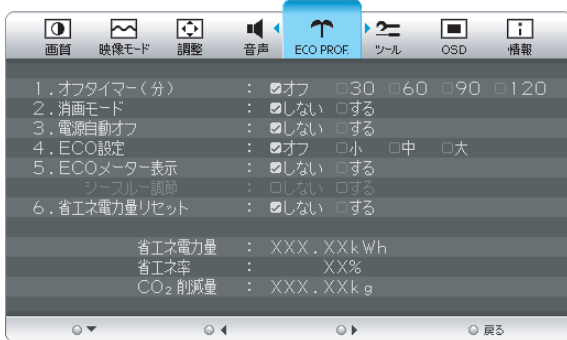 画質 映像モード 調整 音声 ECO PROF. ツール OSD 情報
1.オフタイマー(分) : ☑オフ □30 □60 □90 □120
2.消画モード : ☑しない □する
3.電源自動オフ : ☑しない □する
4.ECO設定 : ☑オフ □小 □中 □大
5.ECOメーター表示 : ☑しない □する
シースルー調節 : □しない □する
6.省エネ電力量リセット : ☑しない □する
省エネ電力量 : XXX.XXkWh
省エネ率 : XX%
CO₂削減量 : XXX.XXkg
戻る